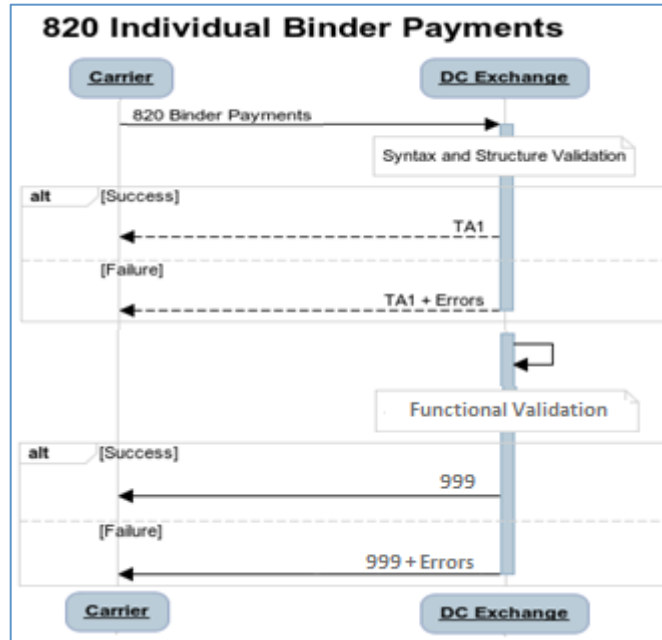 820 Individual Binder Payments
Carrier
DC Exchange
820 Binder Payments
Syntax and Structure Validation
alt
[Success]
TA1
[Failure]
TA1 + Errors
Functional Validation
alt
[Success]
999
[Failure]
999 + Errors
Carrier
DC Exchange